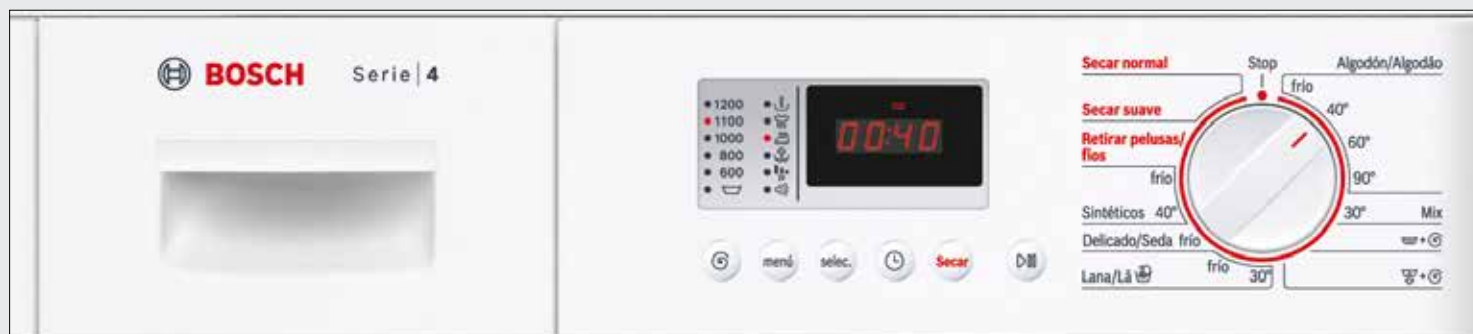 BOSCH
Serie | 4
1200
1100
1000
800
600
00:40
menú
selec.
Secar
Secar normal
Secar suave
Retirar pelusas/
fios
frío
Sintéticos 40°
Delicado/Seda frío
frío
Lana/Lã
30°
Stop
Algodón/Algodão
frío
40°
60°
90°
30°
Mix